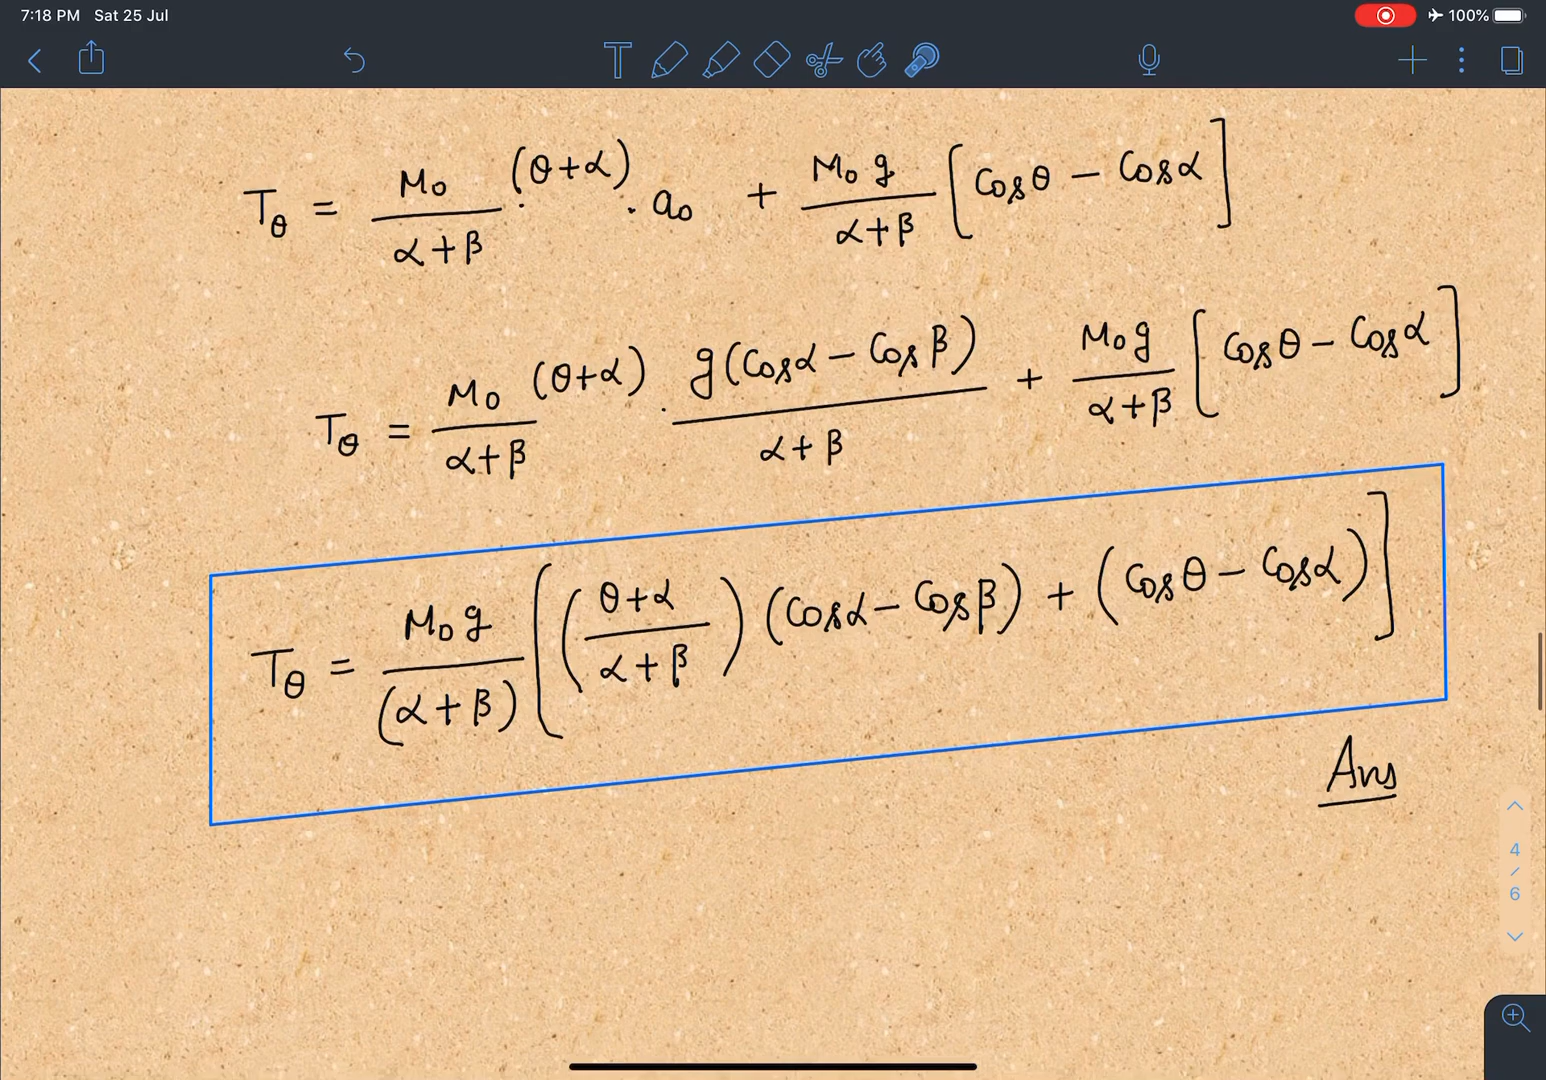 7:18 PM Sat 25 Jul 100%
T_θ = M₀/(α+β) · (θ+α) · a₀ + M₀g/(α+β) [Cosθ – Cosα]
T_θ = M₀/(α+β) (θ+α) · g(Cosα – Cosβ)/(α+β) + M₀g/(α+β) [Cosθ – Cosα]
T_θ = M₀g/(α+β) [((θ+α)/(α+β)) (Cosα – Cosβ) + (Cosθ – Cosα)]
Ans
4
/
6